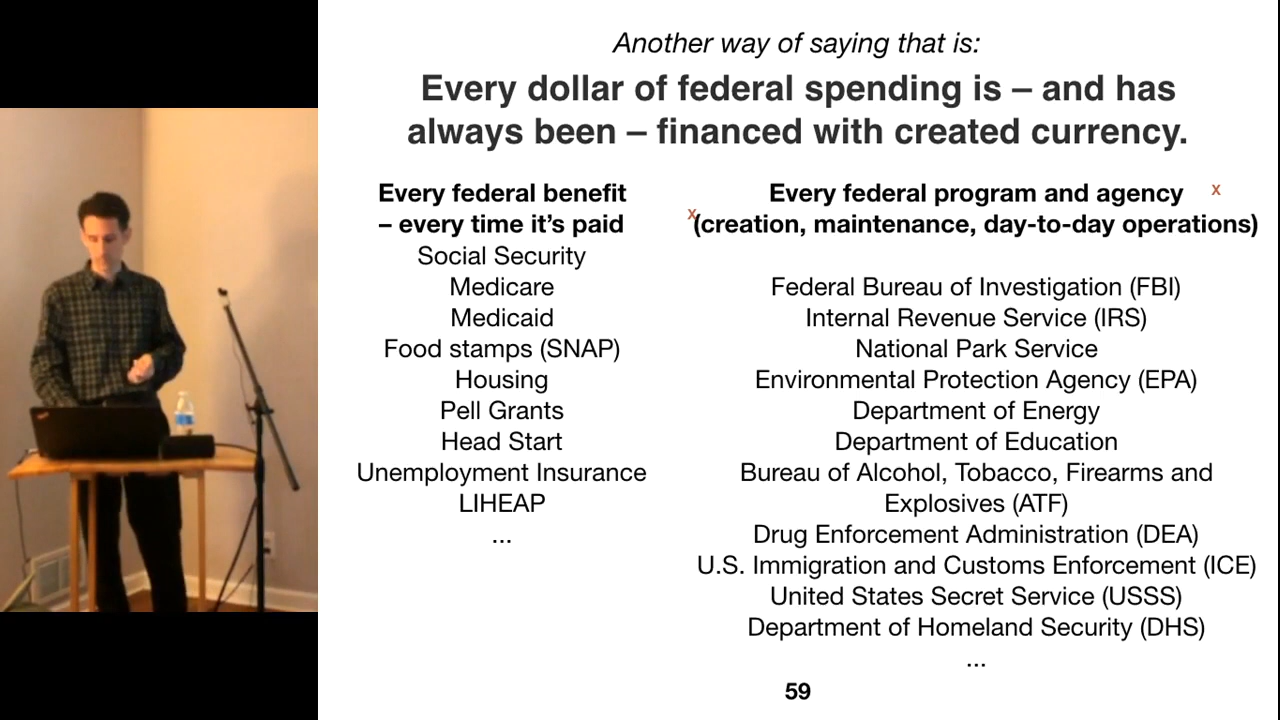 Another way of saying that is:
Every dollar of federal spending is – and has
always been – financed with created currency.
Every federal benefit
– every time it’s paid
Social Security
Medicare
Medicaid
Food stamps (SNAP)
Housing
Pell Grants
Head Start
Unemployment Insurance
LIHEAP
...
Every federal program and agency x
x(creation, maintenance, day-to-day operations)
Federal Bureau of Investigation (FBI)
Internal Revenue Service (IRS)
National Park Service
Environmental Protection Agency (EPA)
Department of Energy
Department of Education
Bureau of Alcohol, Tobacco, Firearms and
Explosives (ATF)
Drug Enforcement Administration (DEA)
U.S. Immigration and Customs Enforcement (ICE)
United States Secret Service (USSS)
Department of Homeland Security (DHS)
...
59